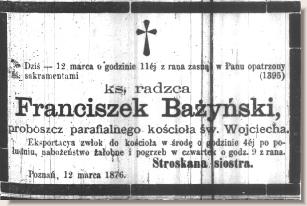 Dziś — 12 marca o godzinie 11éj z rana zasnął w Panu opatrzony
śś. sakramentami (1395)
ks. radzca
Franciszek Bażyński,
proboszcz parafialnego kościoła św. Wojciecha.
Eksportacya zwłok do kościoła w środę o godzinie 4éj po po-
łudniu, nabożeństwo żałobne i pogrzeb w czwartek o godz. 9 z rana.
Stroskana siostra.
Poznań, 12 marca 1876.